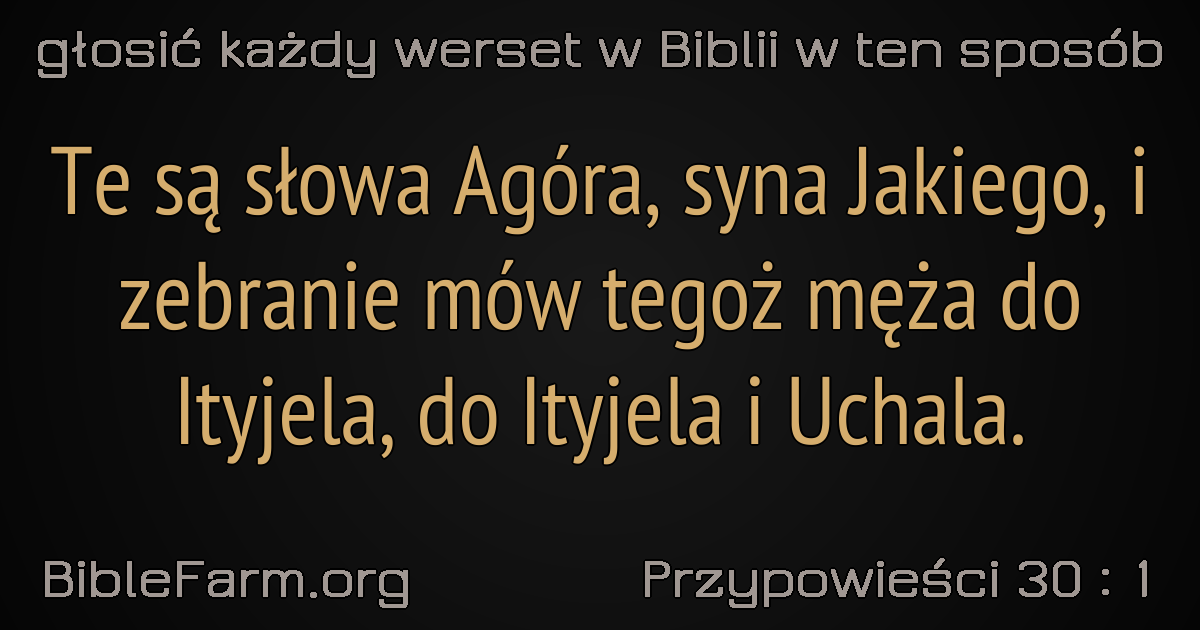 głosić każdy werset w Biblii w ten sposób
Te są słowa Agóra, syna Jakiego, i
zebranie mów tegoż męża do
Ityjela, do Ityjela i Uchala.
BibleFarm.org
Przypowieści 30 : 1